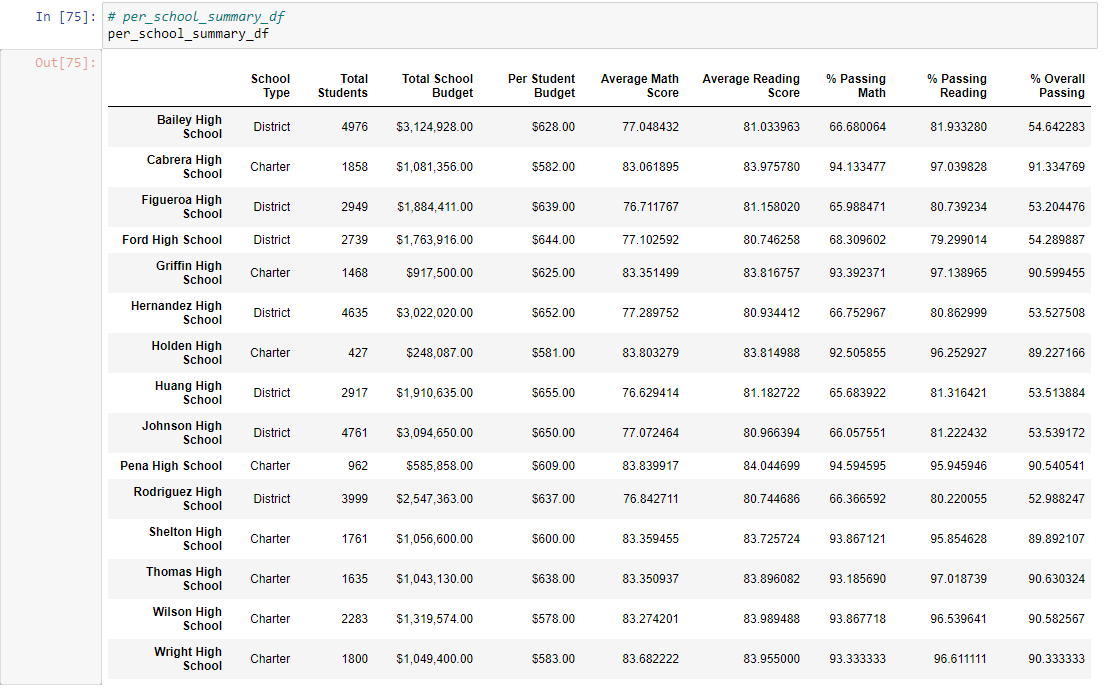 In [75]: # per_school_summary_df
per_school_summary_df
Out[75]:
School Total Total School Per Student Average Math Average Reading % Passing % Passing % Overall
Type Students Budget Budget Score Score Math Reading Passing
Bailey High
School District 4976 $3,124,928.00 $628.00 77.048432 81.033963 66.680064 81.933280 54.642283
Cabrera High
School Charter 1858 $1,081,356.00 $582.00 83.061895 83.975780 94.133477 97.039828 91.334769
Figueroa High
School District 2949 $1,884,411.00 $639.00 76.711767 81.158020 65.988471 80.739234 53.204476
Ford High School District 2739 $1,763,916.00 $644.00 77.102592 80.746258 68.309602 79.299014 54.289887
Griffin High
School Charter 1468 $917,500.00 $625.00 83.351499 83.816757 93.392371 97.138965 90.599455
Hernandez High
School District 4635 $3,022,020.00 $652.00 77.289752 80.934412 66.752967 80.862999 53.527508
Holden High
School Charter 427 $248,087.00 $581.00 83.803279 83.814988 92.505855 96.252927 89.227166
Huang High
School District 2917 $1,910,635.00 $655.00 76.629414 81.182722 65.683922 81.316421 53.513884
Johnson High
School District 4761 $3,094,650.00 $650.00 77.072464 80.966394 66.057551 81.222432 53.539172
Pena High School Charter 962 $585,858.00 $609.00 83.839917 84.044699 94.594595 95.945946 90.540541
Rodriguez High
School District 3999 $2,547,363.00 $637.00 76.842711 80.744686 66.366592 80.220055 52.988247
Shelton High
School Charter 1761 $1,056,600.00 $600.00 83.359455 83.725724 93.867121 95.854628 89.892107
Thomas High
School Charter 1635 $1,043,130.00 $638.00 83.350937 83.896082 93.185690 97.018739 90.630324
Wilson High
School Charter 2283 $1,319,574.00 $578.00 83.274201 83.989488 93.867718 96.539641 90.582567
Wright High
School Charter 1800 $1,049,400.00 $583.00 83.682222 83.955000 93.333333 96.611111 90.333333